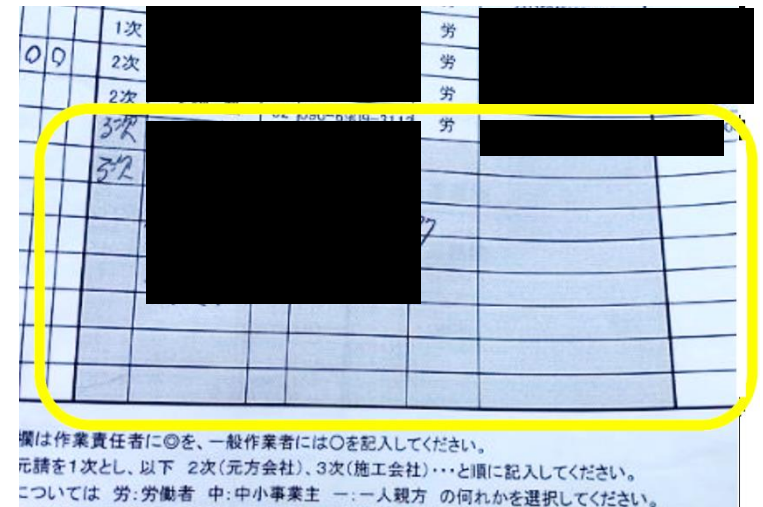 1次 労
〇 〇 2次 労
2次 労
3次 労
3次
欄は作業責任者に◎を、一般作業者には〇を記入してください。
元請を1次とし、以下 2次(元方会社)、3次(施工会社)・・・と順に記入してください。
については 労:労働者 中:中小事業主 一:一人親方 の何れかを選択してください。